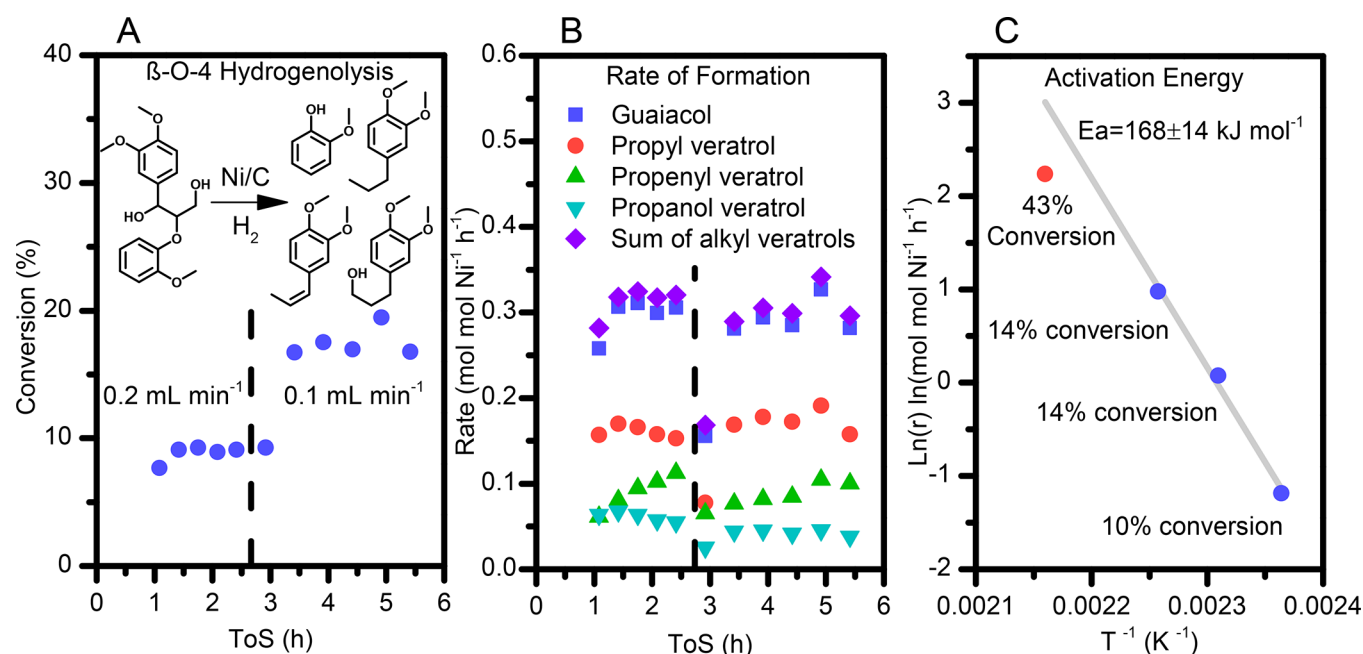 A
ß-O-4 Hydrogenolysis
40
30
20
10
0
Conversion (%)
0 1 2 3 4 5 6
ToS (h)
O
O
HO
OH
O
O
Ni/C
H₂
OH
O
O
O
O
O
OH
O
O
0.2 mL min⁻¹
0.1 mL min⁻¹
B
Rate of Formation
Guaiacol
Propyl veratrol
Propenyl veratrol
Propanol veratrol
Sum of alkyl veratrols
0.6
0.5
0.4
0.3
0.2
0.1
0.0
Rate (mol mol Ni⁻¹ h⁻¹)
0 1 2 3 4 5 6
ToS (h)
C
Activation Energy
Ea=168±14 kJ mol⁻¹
43%
Conversion
14% conversion
14% conversion
10% conversion
3
2
1
0
-1
-2
Ln(r) ln(mol mol Ni⁻¹ h⁻¹)
0.0021 0.0022 0.0023 0.0024
T ⁻¹ (K⁻¹)